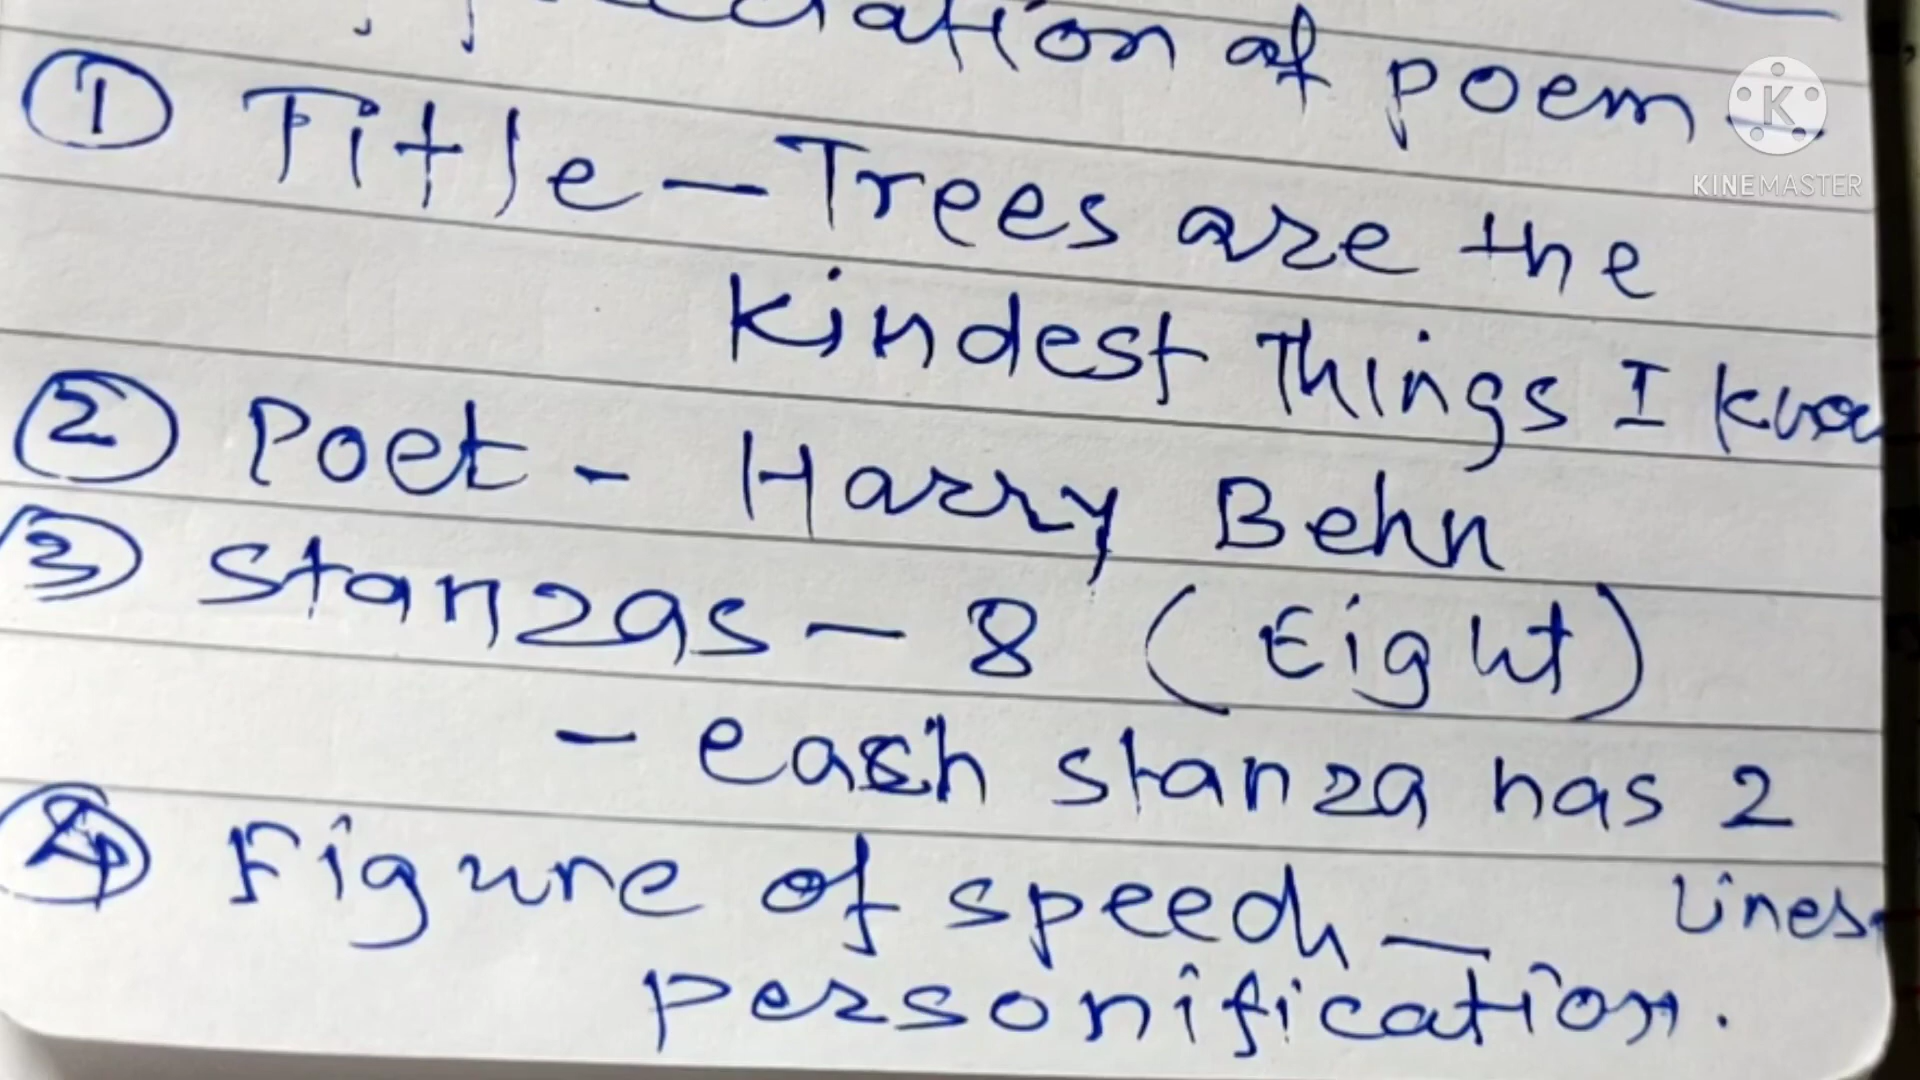 of poem
① Title - Trees are the
Kindest Things I know
② Poet - Harry Behn
③ Stanzas - 8 (Eight)
- each stanza has 2
lines.
④ Figure of speech -
personification.
KINEMASTER